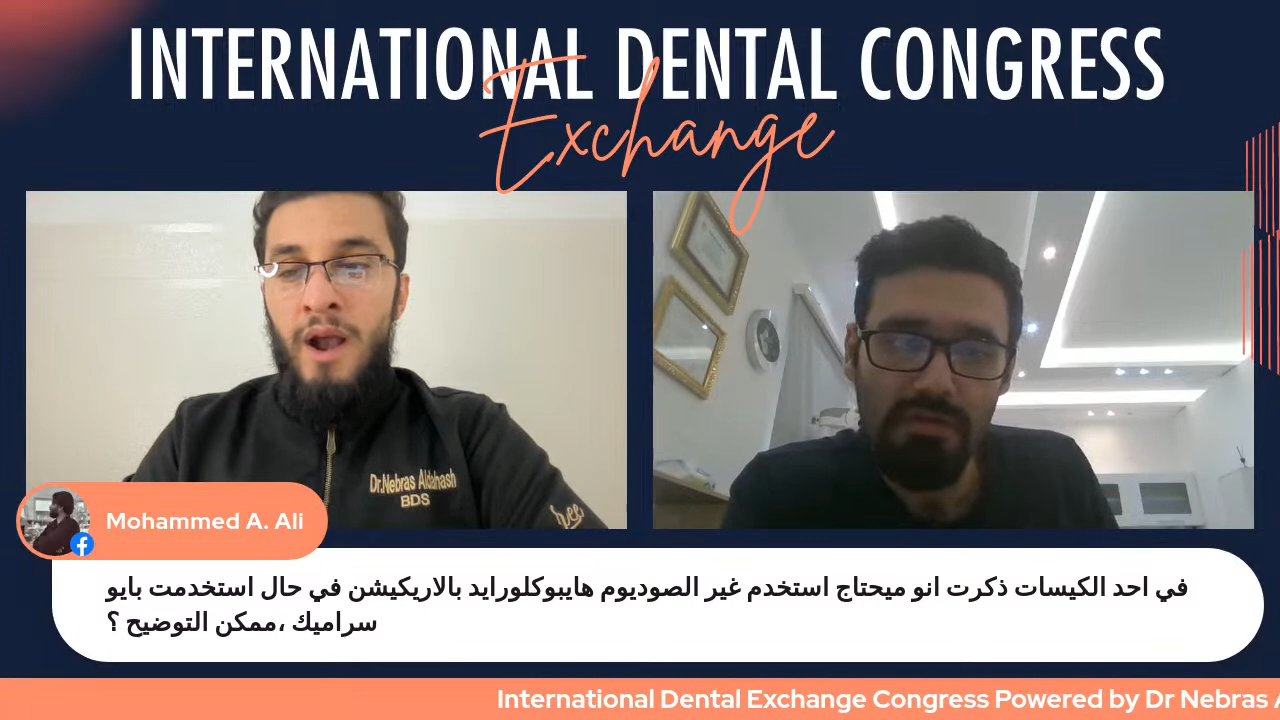 INTERNATIONAL DENTAL CONGRESS
Exchange
Dr.Nebras Aldahash
BDS
Mohammed A. Ali
في احد الكيسات ذكرت انو ميحتاج استخدم غير الصوديوم هايبوكلورايد بالاريكيشن في حال استخدمت بايو
سراميك ،ممكن التوضيح ؟
International Dental Exchange Congress Powered by Dr Nebras